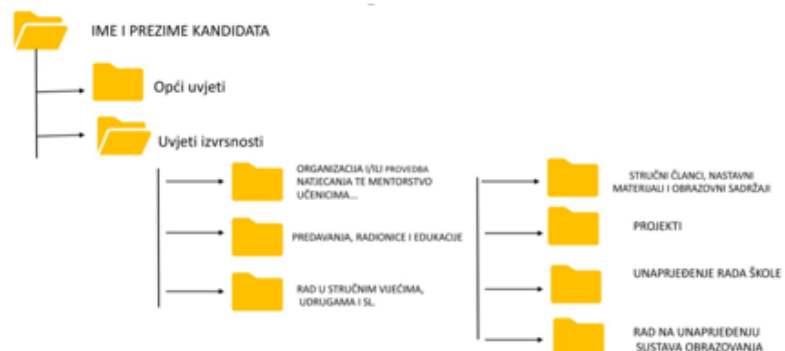 IME I PREZIME KANDIDATA
Opći uvjeti
Uvjeti izvrsnosti
ORGANIZACIJA I/ILI PROVEDBA
NATJECANJA TE MENTORSTVO
UČENICIMA...
PREDAVANJA, RADIONICE I EDUKACIJE
RAD U STRUČNIM VIJEĆIMA,
UDRUGAMA I SL.
STRUČNI ČLANCI, NASTAVNI
MATERIJALI I OBRAZOVNI SADRŽAJI
PROJEKTI
UNAPRJEĐENJE RADA ŠKOLE
RAD NA UNAPRJEĐENJU
SUSTAVA OBRAZOVANJA